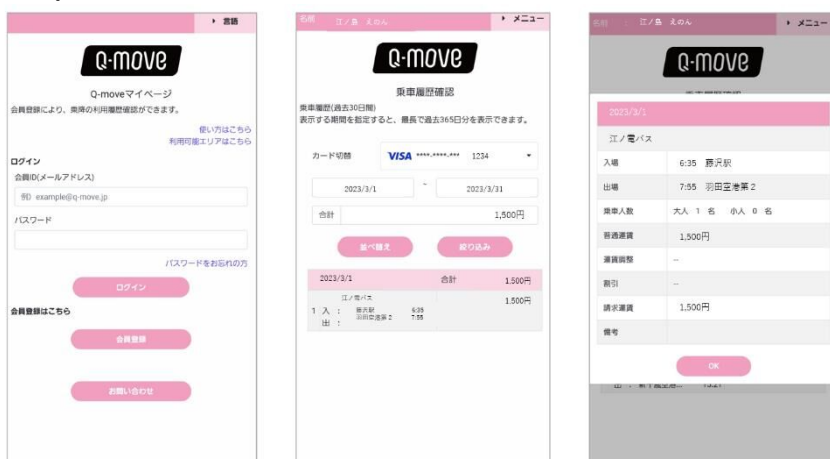 ▸ 言語
Q-move
Q-moveマイページ
会員登録により、乗降の利用履歴確認ができます。
使い方はこちら
利用可能エリアはこちら
ログイン
会員ID(メールアドレス)
例) example@q-move.jp
パスワード
パスワードをお忘れの方
ログイン
会員登録はこちら
会員登録
お問い合わせ
名前 江ノ島 えのん
▸ メニュー
Q-move
乗車履歴確認
乗車履歴(過去30日間)
表示する期間を指定すると、最長で過去365日分を表示できます。
カード切替 VISA ****-****-*** 1234
2023/3/1 ~ 2023/3/31
合計 1,500円
並べ替え 絞り込み
2023/3/1 合計 1,500円
江ノ電バス 1,500円
1 入 : 藤沢駅 6:35
出 : 羽田空港第2 7:55
名前 江ノ島 えのん
▸ メニュー
Q-move
2023/3/1
江ノ電バス
入場 6:35 藤沢駅
出場 7:55 羽田空港第2
乗車人数 大人 1 名 小人 0 名
普通運賃 1,500円
運賃調整 --
割引 --
請求運賃 1,500円
備考
OK